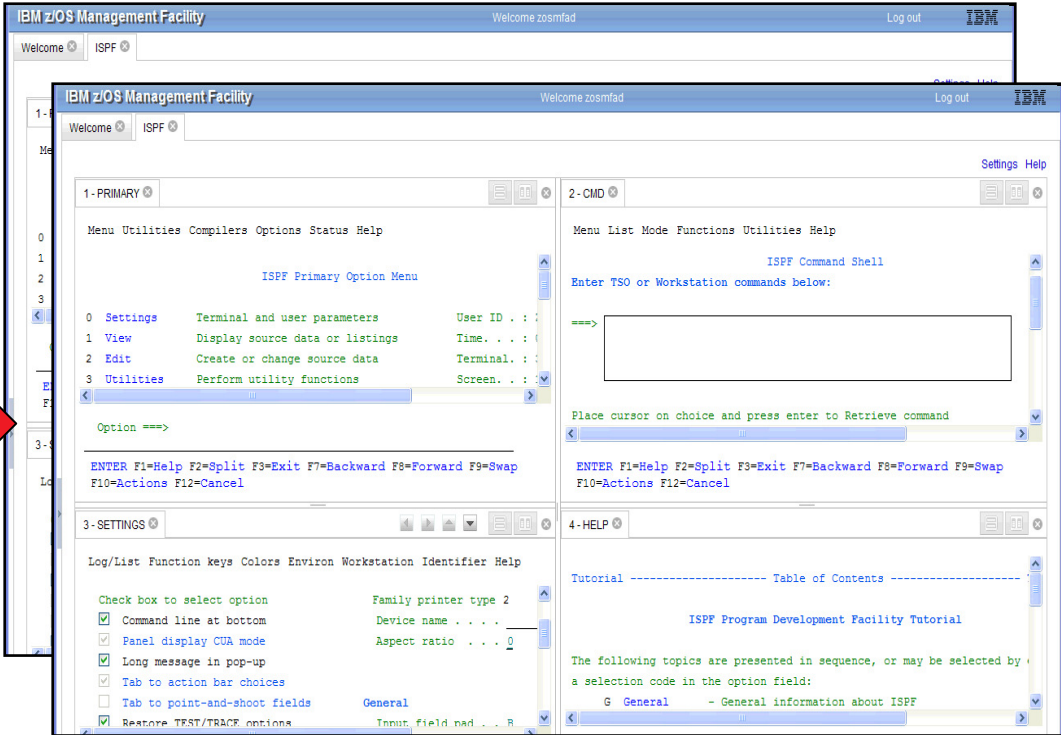 IBM z/OS Management Facility Welcome zosmfad Log out IBM
Welcome ISPF
IBM z/OS Management Facility Welcome zosmfad Log out IBM
Welcome ISPF
Settings Help
1 - PRIMARY
Menu Utilities Compilers Options Status Help
ISPF Primary Option Menu
0 Settings Terminal and user parameters User ID . :
1 View Display source data or listings Time. . . :
2 Edit Create or change source data Terminal. :
3 Utilities Perform utility functions Screen. . :
Option ===>
ENTER F1=Help F2=Split F3=Exit F7=Backward F8=Forward F9=Swap
F10=Actions F12=Cancel
2 - CMD
Menu List Mode Functions Utilities Help
ISPF Command Shell
Enter TSO or Workstation commands below:
===>
Place cursor on choice and press enter to Retrieve command
ENTER F1=Help F2=Split F3=Exit F7=Backward F8=Forward F9=Swap
F10=Actions F12=Cancel
3 - SETTINGS
Log/List Function keys Colors Environ Workstation Identifier Help
Check box to select option Family printer type 2
Command line at bottom Device name . . . .
Panel display CUA mode Aspect ratio . . . 0
Long message in pop-up
Tab to action bar choices
Tab to point-and-shoot fields General
Restore TEST/TRACE options Input field pad . . B
4 - HELP
Tutorial --------------------- Table of Contents --------------------
ISPF Program Development Facility Tutorial
The following topics are presented in sequence, or may be selected by
a selection code in the option field:
G General - General information about ISPF
0
1
2
3